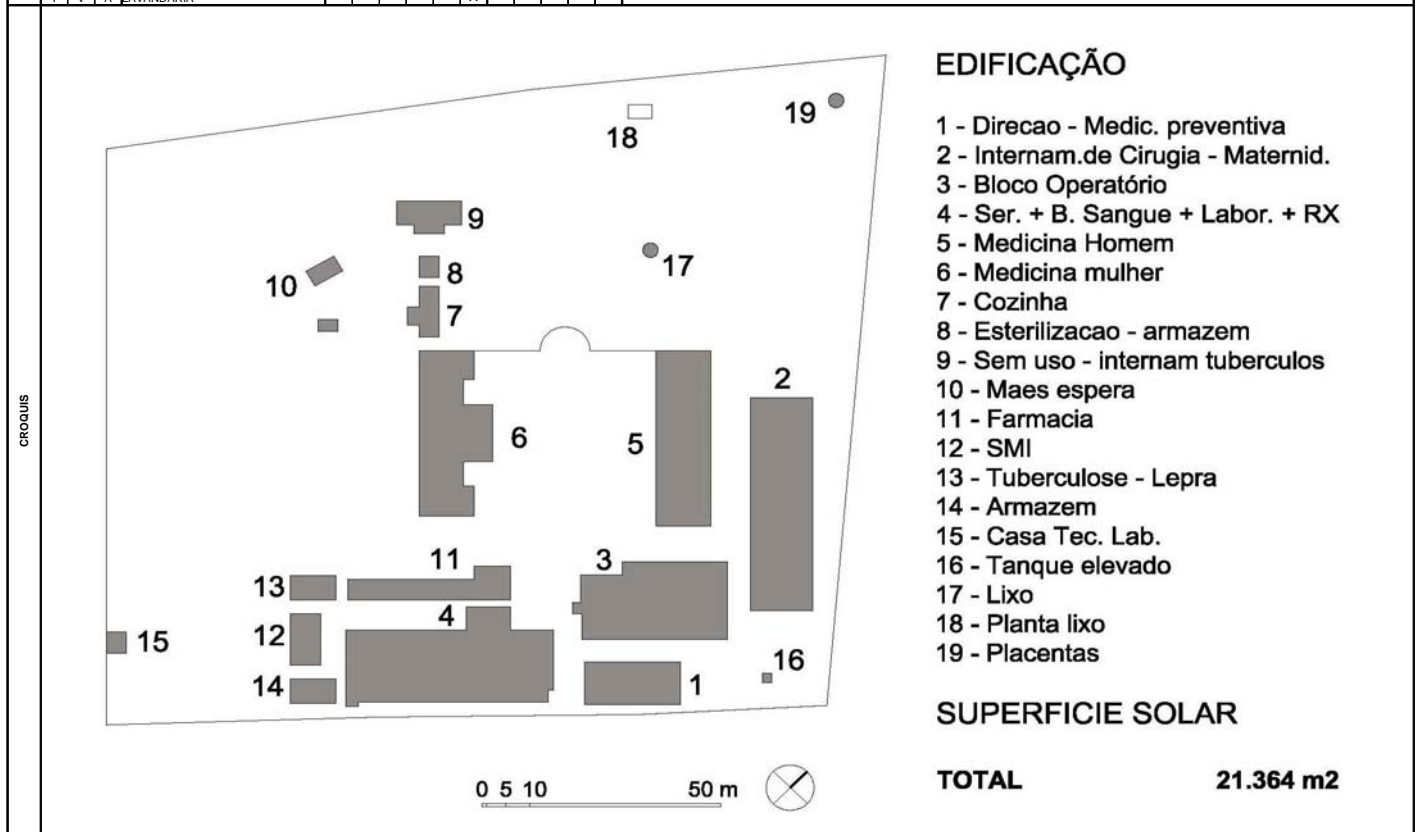 LAVANDARIA
CROQUIS
18
19
9
17
10
8
7
2
6
5
11
3
13
4
12
15
16
14
1
0 5 10 50 m
EDIFICAÇÃO
1 - Direcao - Medic. preventiva
2 - Internam.de Cirugia - Maternid.
3 - Bloco Operatório
4 - Ser. + B. Sangue + Labor. + RX
5 - Medicina Homem
6 - Medicina mulher
7 - Cozinha
8 - Esterilizacao - armazem
9 - Sem uso - internam tuberculos
10 - Maes espera
11 - Farmacia
12 - SMI
13 - Tuberculose - Lepra
14 - Armazem
15 - Casa Tec. Lab.
16 - Tanque elevado
17 - Lixo
18 - Planta lixo
19 - Placentas
SUPERFICIE SOLAR
TOTAL 21.364 m2